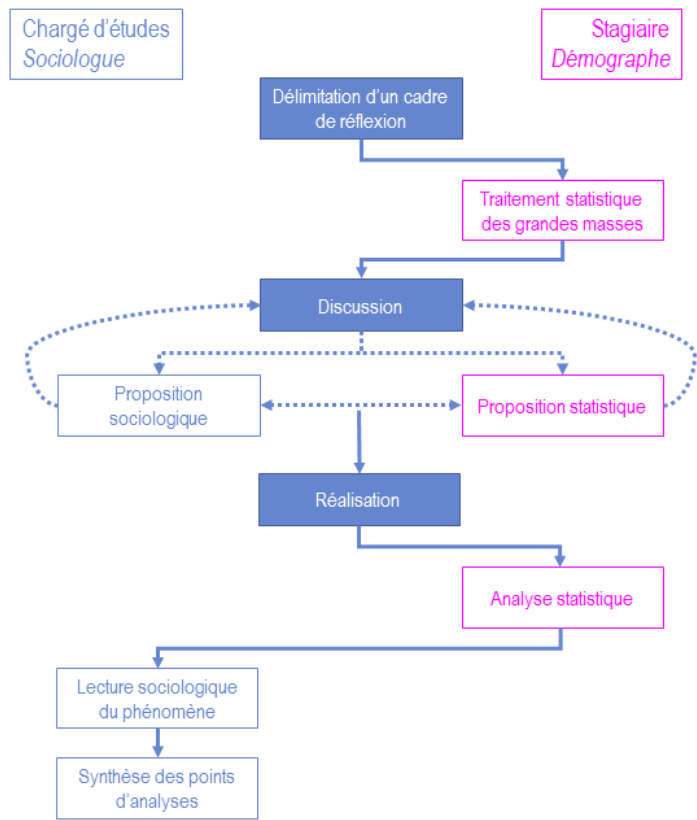 Chargé d'études
Sociologue
Stagiaire
Démographe
Délimitation d'un cadre
de réflexion
Traitement statistique
des grandes masses
Discussion
Proposition
sociologique
Proposition statistique
Réalisation
Analyse statistique
Lecture sociologique
du phénomène
Synthèse des points
d'analyses